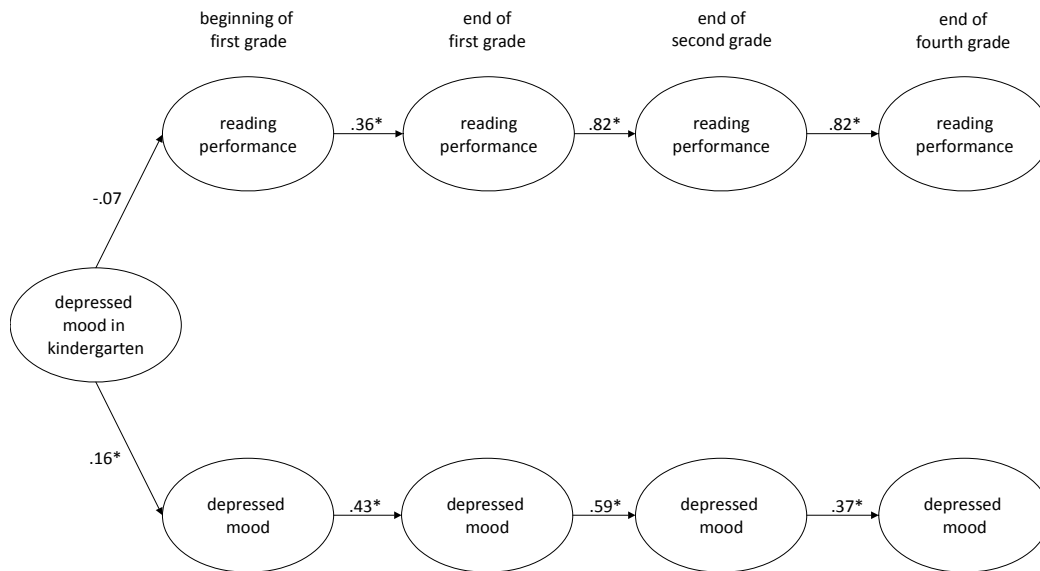 beginning of
first grade
end of
first grade
end of
second grade
end of
fourth grade
reading
performance
.36*
reading
performance
.82*
reading
performance
.82*
reading
performance
-.07
depressed
mood in
kindergarten
.16*
depressed
mood
.43*
depressed
mood
.59*
depressed
mood
.37*
depressed
mood